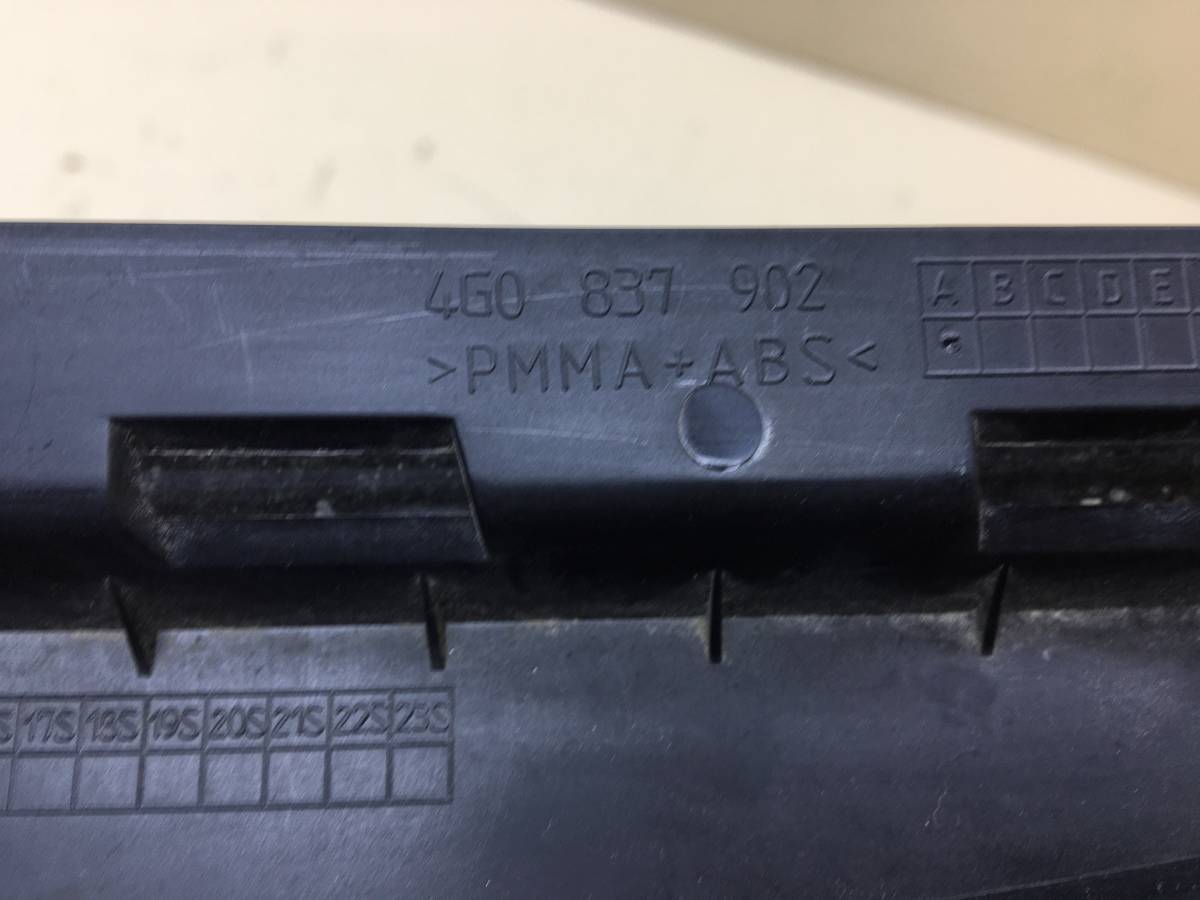 4G0 837 902
>PMMA+ABS<
A B C D E
17S 18S 19S 20S 21S 22S 23S